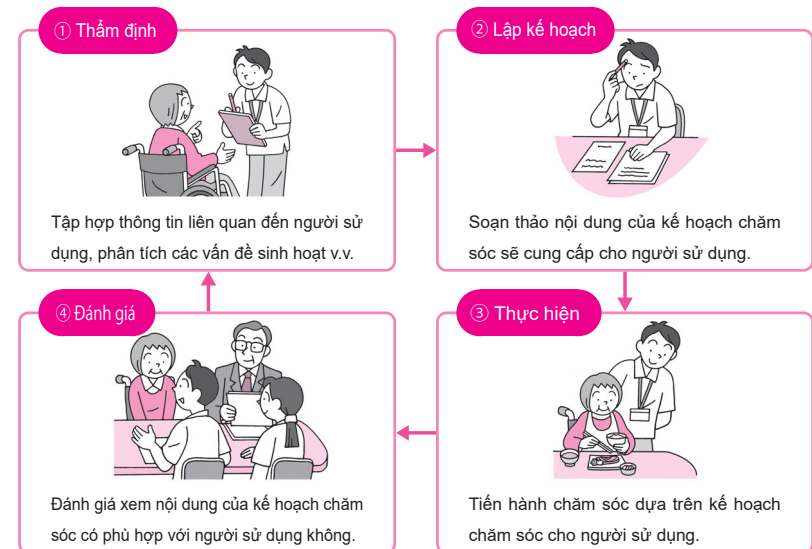 ① Thẩm định
Tập hợp thông tin liên quan đến người sử
dụng, phân tích các vấn đề sinh hoạt v.v.
② Lập kế hoạch
Soạn thảo nội dung của kế hoạch chăm
sóc sẽ cung cấp cho người sử dụng.
③ Thực hiện
Tiến hành chăm sóc dựa trên kế hoạch
chăm sóc cho người sử dụng.
④ Đánh giá
Đánh giá xem nội dung của kế hoạch chăm
sóc có phù hợp với người sử dụng không.